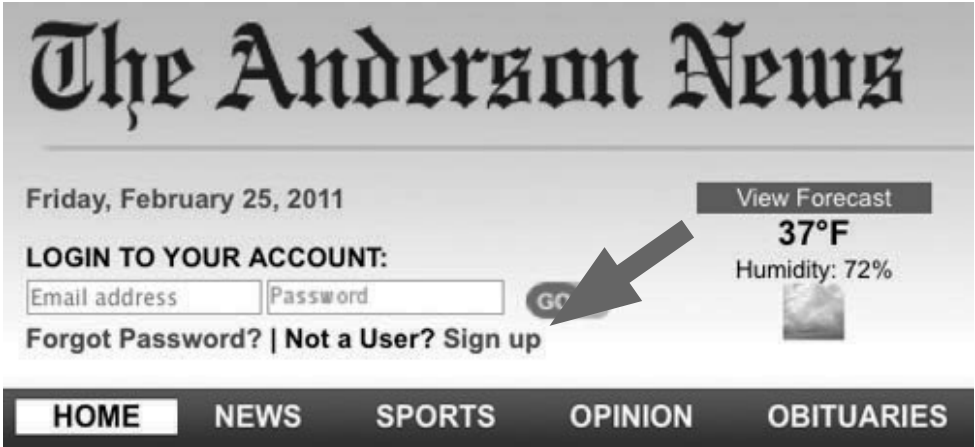 The Anderson News
Friday, February 25, 2011
View Forecast
37°F
Humidity: 72%
LOGIN TO YOUR ACCOUNT:
Email address Password
Forgot Password? | Not a User? Sign up
HOME NEWS SPORTS OPINION OBITUARIES